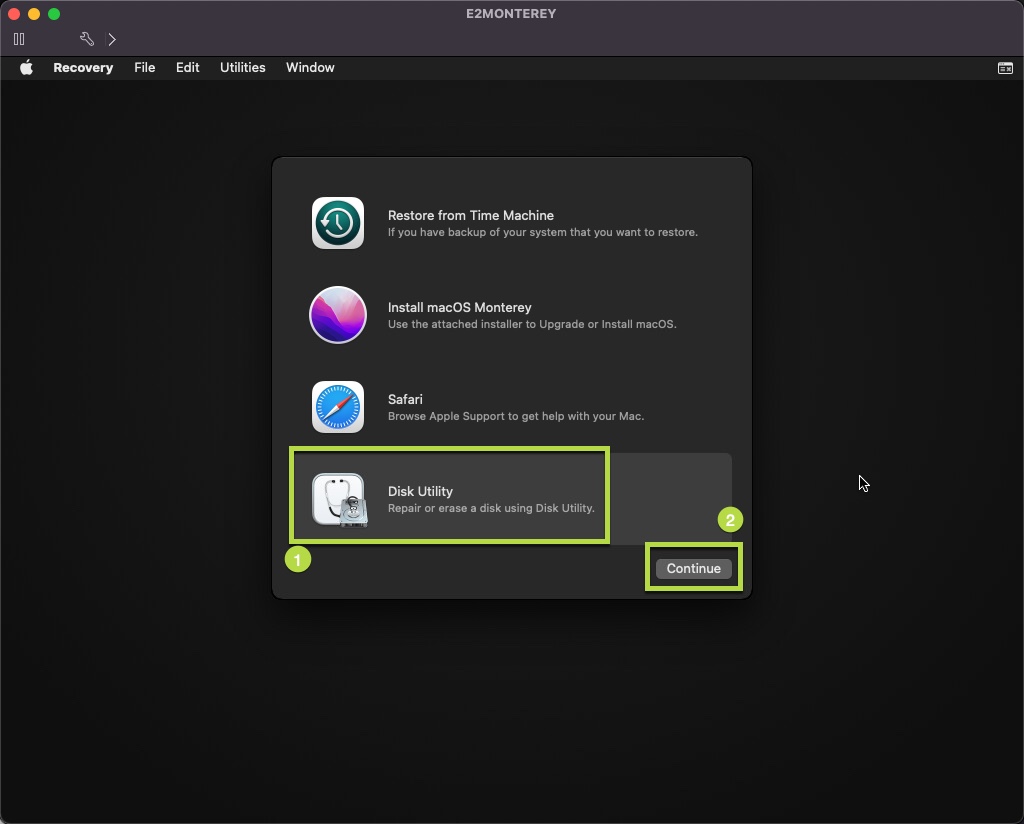 E2MONTEREY
Recovery File Edit Utilities Window
Restore from Time Machine
If you have backup of your system that you want to restore.
Install macOS Monterey
Use the attached installer to Upgrade or Install macOS.
Safari
Browse Apple Support to get help with your Mac.
Disk Utility
Repair or erase a disk using Disk Utility.
2
1
Continue